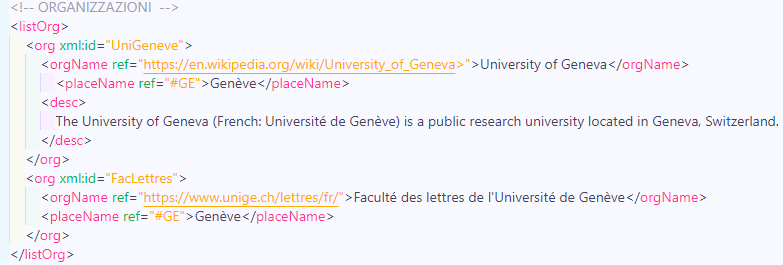 <!-- ORGANIZZAZIONI  -->
<listOrg>
<org xml:id="UniGeneve">
<orgName ref="https://en.wikipedia.org/wiki/University_of_Geneva>">University of Geneva</orgName>
<placeName ref="#GE">Genève</placeName>
<desc>
The University of Geneva (French: Université de Genève) is a public research university located in Geneva, Switzerland.
</desc>
</org>
<org xml:id="FacLettres">
<orgName ref="https://www.unige.ch/lettres/fr/">Faculté des lettres de l'Université de Genève</orgName>
<placeName ref="#GE">Genève</placeName>
</org>
</listOrg>